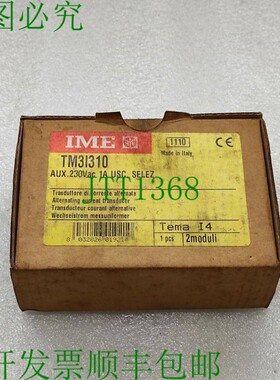 图必究
IME
1110
CE
Made in Italy
TM3I310
AUX.230Vac 1A USC. SELEZ
HT1368
Trasduttore di corrente alternata
Alternating current transducer
Transducteur courant alternative
Wechselstrom messumformer
Tema I4
1 pcs
2moduli
开发票顺丰包邮